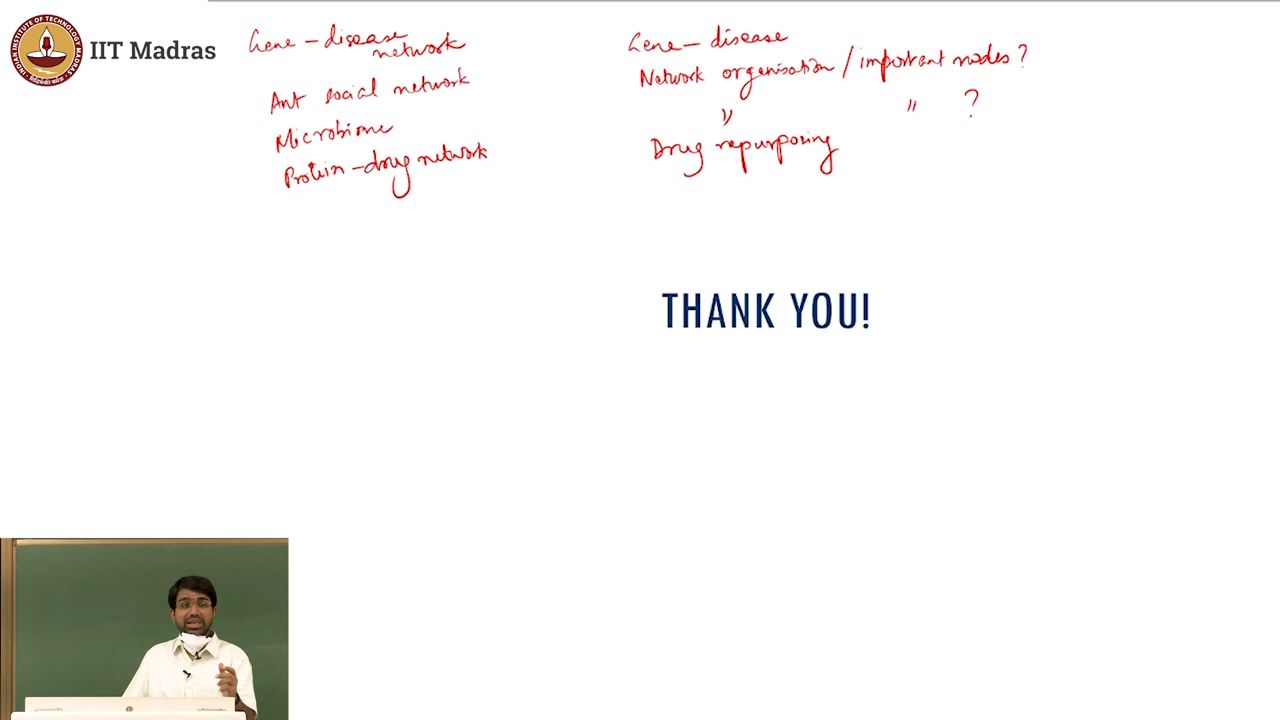 IIT Madras
Gene - disease
network
Ant social network
Microbiome
Protein - drug network
Gene - disease
Network organisation / important nodes ?
" " ?
Drug repurposing
THANK YOU!